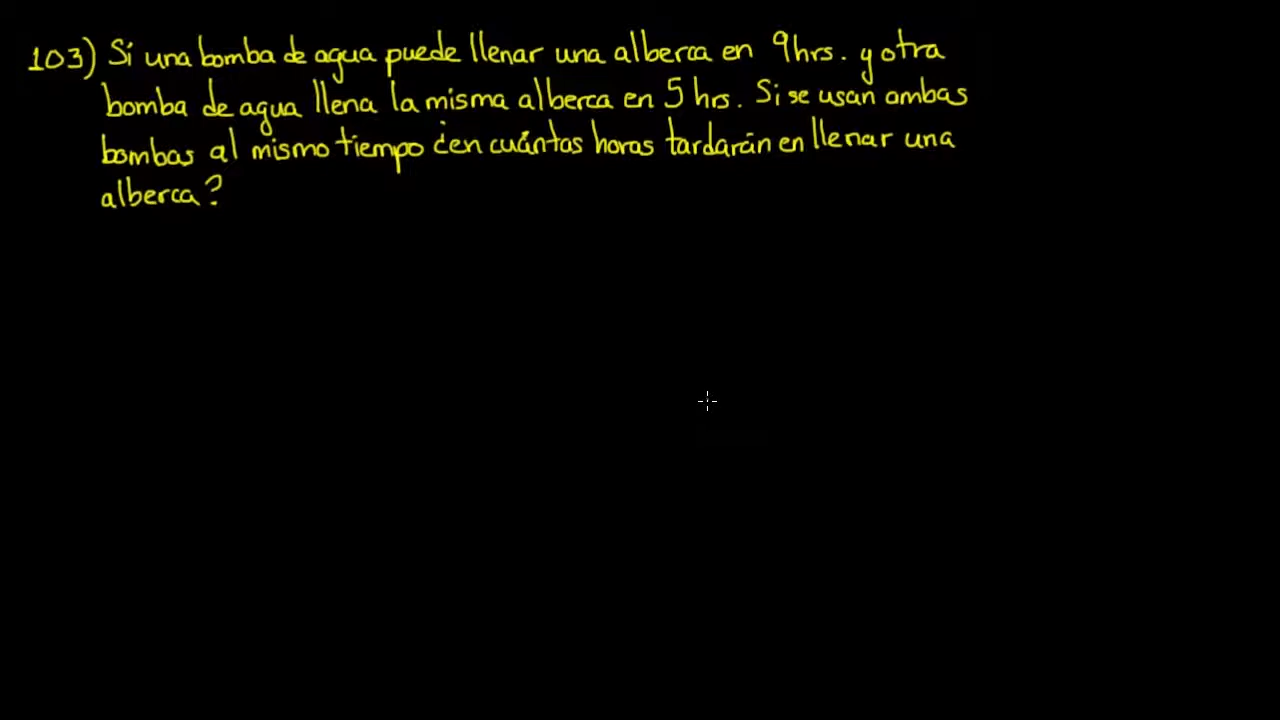 103) Si una bomba de agua puede llenar una alberca en 9hrs. y otra
bomba de agua llena la misma alberca en 5 hrs. Si se usan ambas
bombas al mismo tiempo ¿en cuántas horas tardarán en llenar una
alberca?